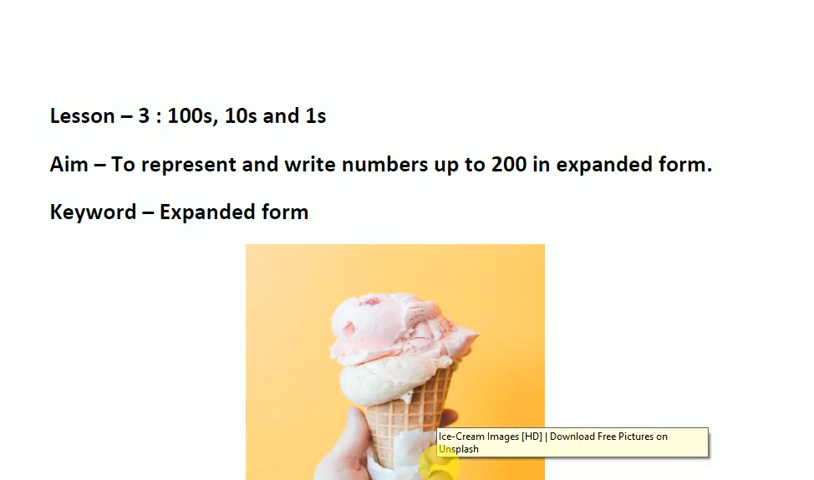 Lesson – 3 : 100s, 10s and 1s
Aim – To represent and write numbers up to 200 in expanded form.
Keyword – Expanded form
Ice-Cream Images [HD] | Download Free Pictures on
Unsplash